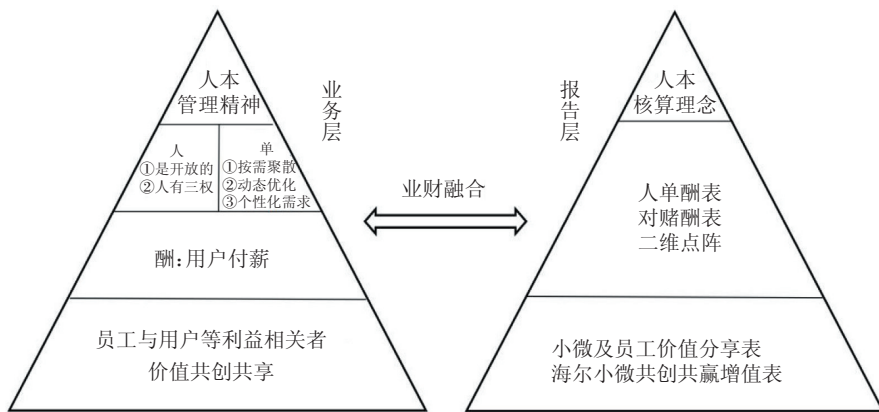 人本
管理精神
人
①是开放的
②人有三权
单
①按需聚散
②动态优化
③个性化需求
酬:用户付薪
员工与用户等利益相关者
价值共创共享
业务层
业财融合
报告层
人本
核算理念
人单酬表
对赌酬表
二维点阵
小微及员工价值分享表
海尔小微共创共赢增值表